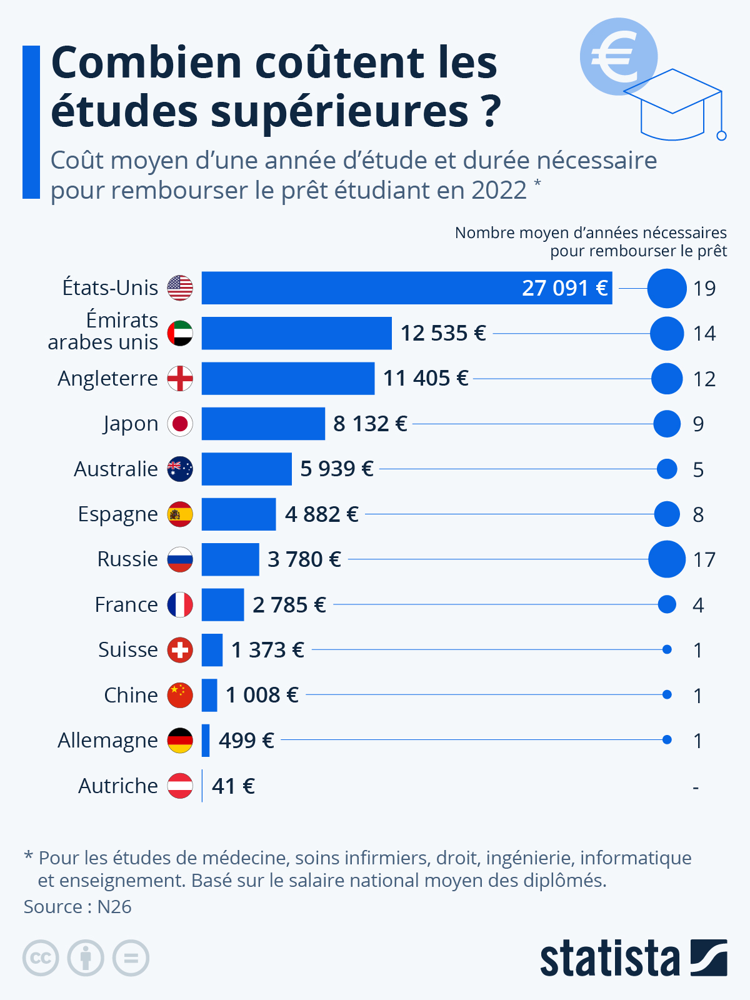 Combien coûtent les
études supérieures ?
Coût moyen d’une année d’étude et durée nécessaire
pour rembourser le prêt étudiant en 2022 *
Nombre moyen d’années nécessaires
pour rembourser le prêt
États-Unis 27 091 € 19
Émirats
arabes unis 12 535 € 14
Angleterre 11 405 € 12
Japon 8 132 € 9
Australie 5 939 € 5
Espagne 4 882 € 8
Russie 3 780 € 17
France 2 785 € 4
Suisse 1 373 € 1
Chine 1 008 € 1
Allemagne 499 € 1
Autriche 41 € -
* Pour les études de médecine, soins infirmiers, droit, ingénierie, informatique
et enseignement. Basé sur le salaire national moyen des diplômés.
Source : N26
cc statista